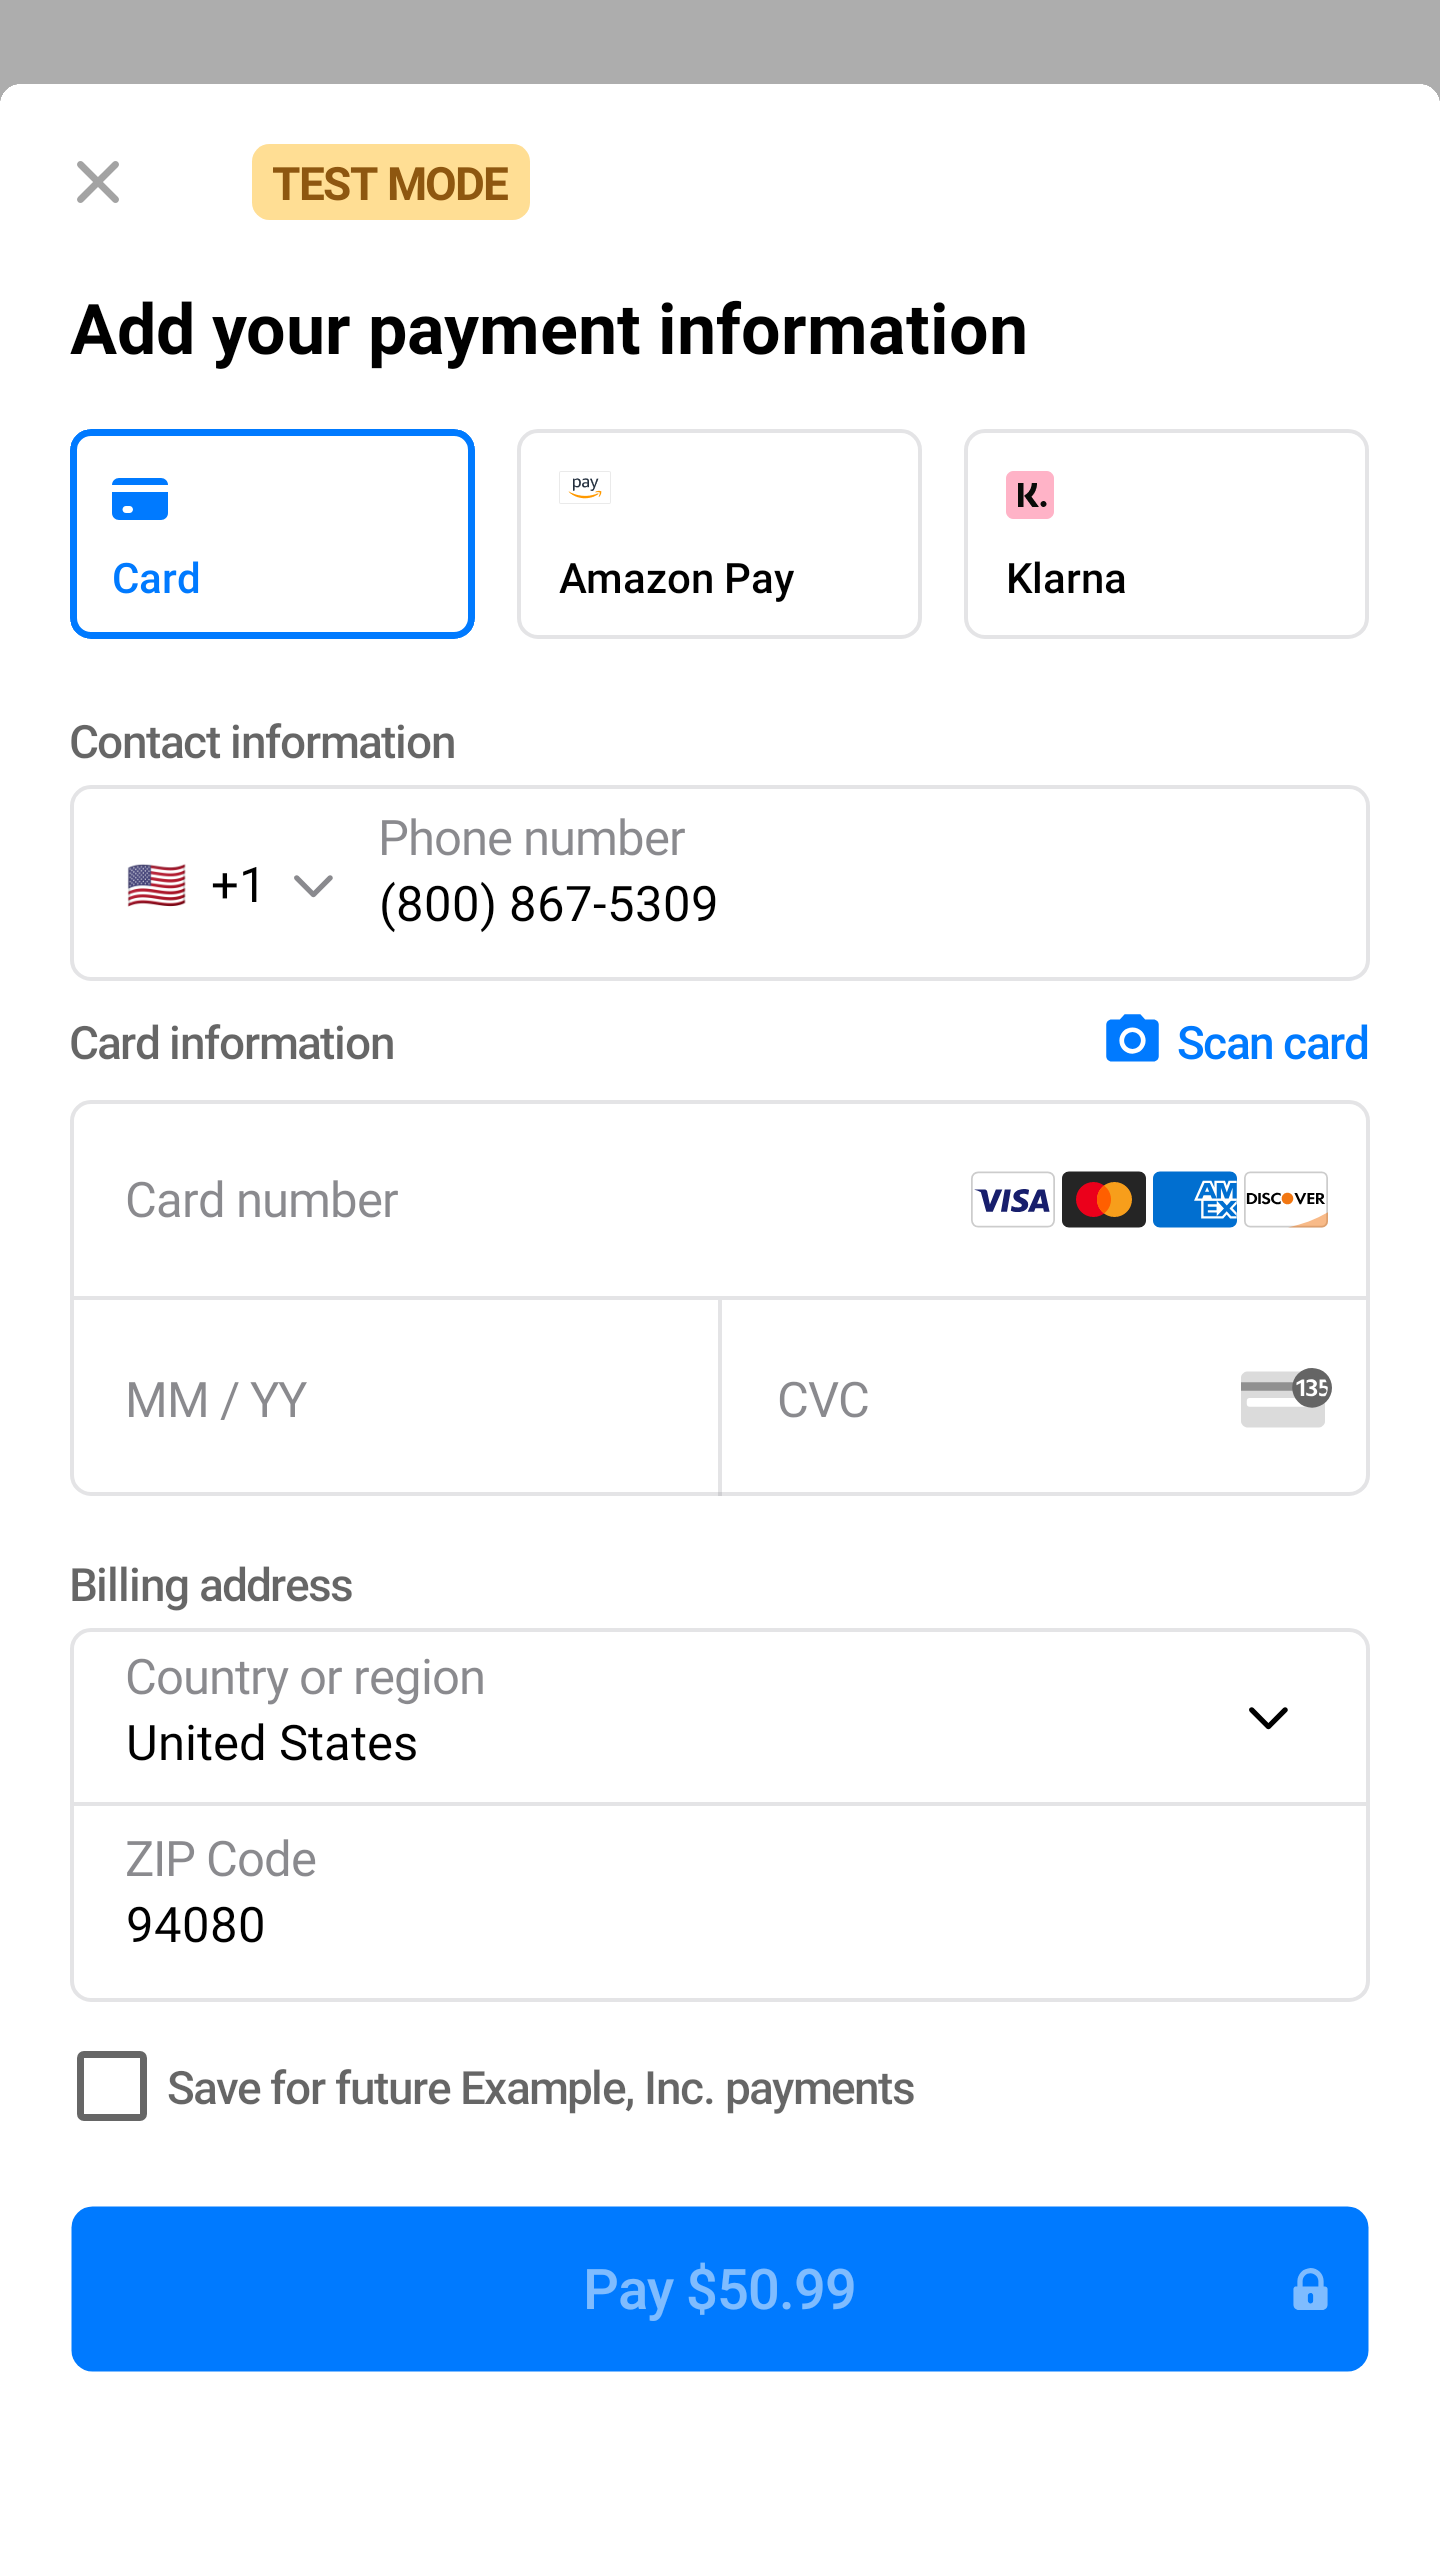 TEST MODE
Add your payment information
Card
pay
Amazon Pay
K.
Klarna
Contact information
Phone number
+1
(800) 867-5309
Card information
Scan card
Card number
VISA
AM
EX
DISCOVER
MM / YY
CVC
135
Billing address
Country or region
United States
ZIP Code
94080
Save for future Example, Inc. payments
Pay $50.99